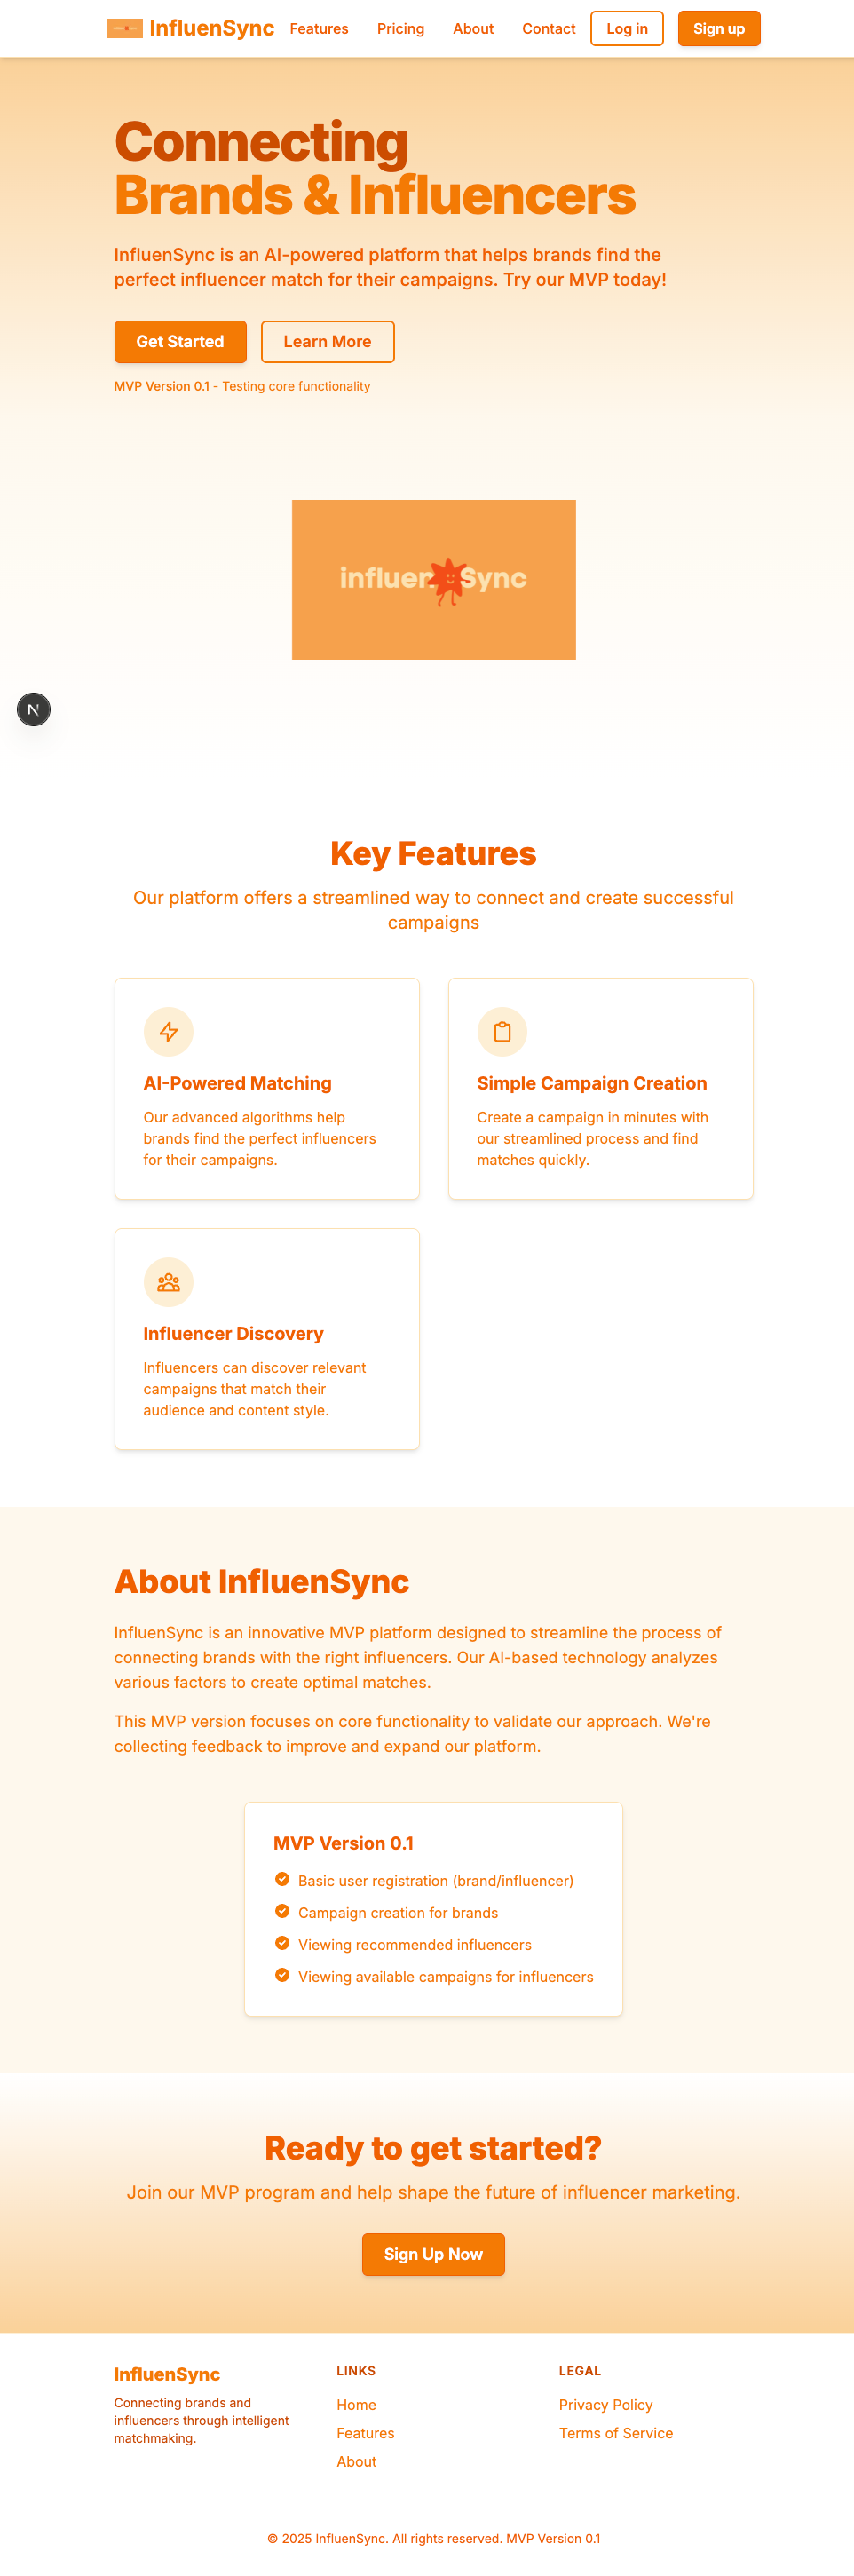 InfluenSync Features Pricing About Contact Log in Sign up
Connecting
Brands & Influencers
InfluenSync is an AI-powered platform that helps brands find the
perfect influencer match for their campaigns. Try our MVP today!
Get Started Learn More
MVP Version 0.1 - Testing core functionality
influen Sync
N
Key Features
Our platform offers a streamlined way to connect and create successful
campaigns
AI-Powered Matching
Our advanced algorithms help
brands find the perfect influencers
for their campaigns.
Simple Campaign Creation
Create a campaign in minutes with
our streamlined process and find
matches quickly.
Influencer Discovery
Influencers can discover relevant
campaigns that match their
audience and content style.
About InfluenSync
InfluenSync is an innovative MVP platform designed to streamline the process of
connecting brands with the right influencers. Our AI-based technology analyzes
various factors to create optimal matches.
This MVP version focuses on core functionality to validate our approach. We're
collecting feedback to improve and expand our platform.
MVP Version 0.1
Basic user registration (brand/influencer)
Campaign creation for brands
Viewing recommended influencers
Viewing available campaigns for influencers
Ready to get started?
Join our MVP program and help shape the future of influencer marketing.
Sign Up Now
InfluenSync
Connecting brands and
influencers through intelligent
matchmaking.
LINKS
Home
Features
About
LEGAL
Privacy Policy
Terms of Service
© 2025 InfluenSync. All rights reserved. MVP Version 0.1